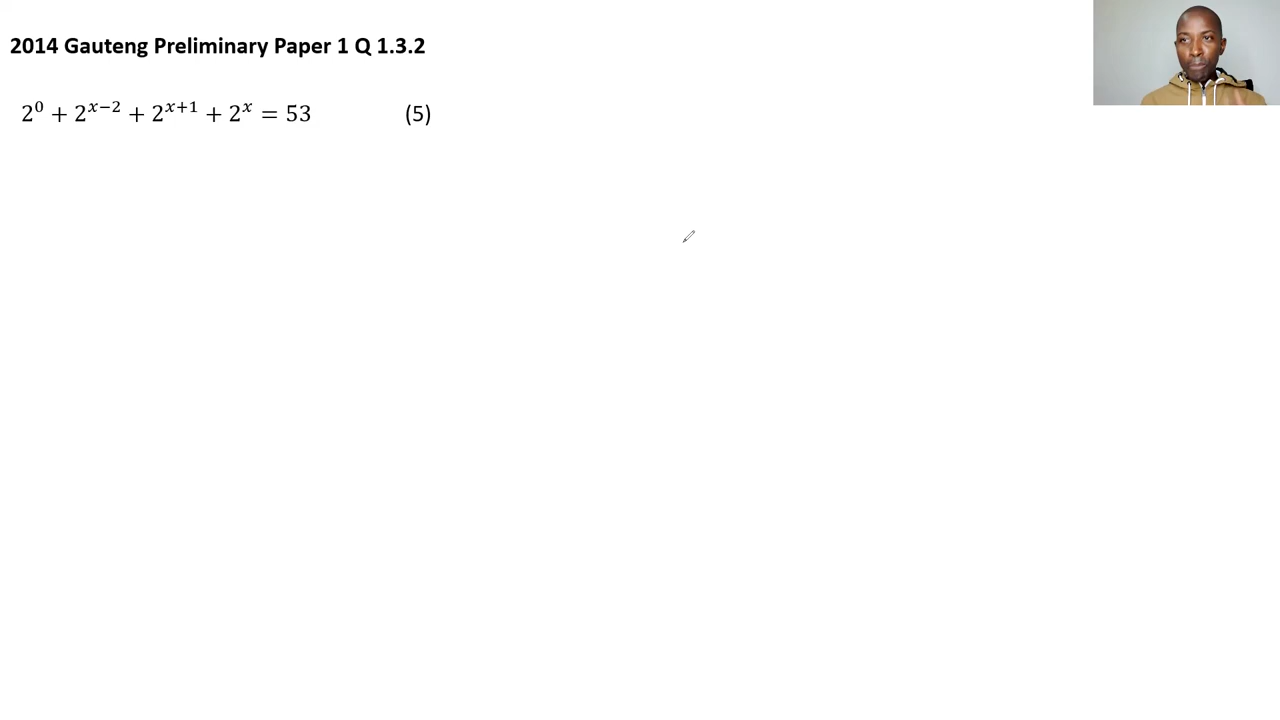 2014 Gauteng Preliminary Paper 1 Q 1.3.2
2⁰ + 2ˣ⁻² + 2ˣ⁺¹ + 2ˣ = 53 (5)